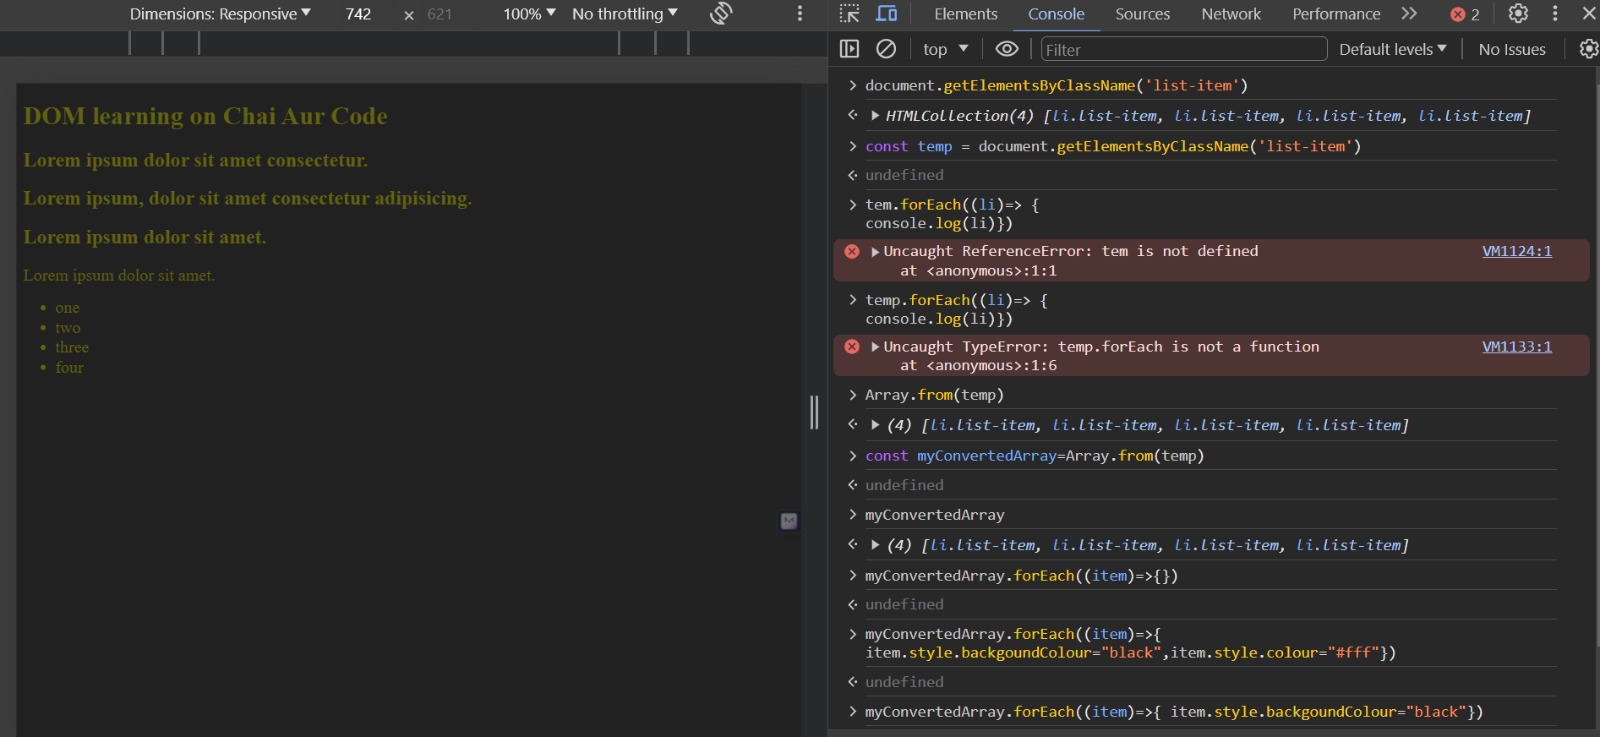 Dimensions: Responsive 742 × 621 100% No throttling
Elements Console Sources Network Performance 2
top Filter Default levels No Issues
DOM learning on Chai Aur Code
Lorem ipsum dolor sit amet consectetur.
Lorem ipsum, dolor sit amet consectetur adipisicing.
Lorem ipsum dolor sit amet.
Lorem ipsum dolor sit amet.
one
two
three
four
document.getElementsByClassName('list-item')
HTMLCollection(4) [li.list-item, li.list-item, li.list-item, li.list-item]
const temp = document.getElementsByClassName('list-item')
undefined
tem.forEach((li)=> {
console.log(li)})
Uncaught ReferenceError: tem is not defined VM1124:1
at <anonymous>:1:1
temp.forEach((li)=> {
console.log(li)})
Uncaught TypeError: temp.forEach is not a function VM1133:1
at <anonymous>:1:6
Array.from(temp)
(4) [li.list-item, li.list-item, li.list-item, li.list-item]
const myConvertedArray=Array.from(temp)
undefined
myConvertedArray
(4) [li.list-item, li.list-item, li.list-item, li.list-item]
myConvertedArray.forEach((item)=>{})
undefined
myConvertedArray.forEach((item)=>{
item.style.backgoundColour="black",item.style.colour="#fff"})
undefined
myConvertedArray.forEach((item)=>{ item.style.backgoundColour="black"})